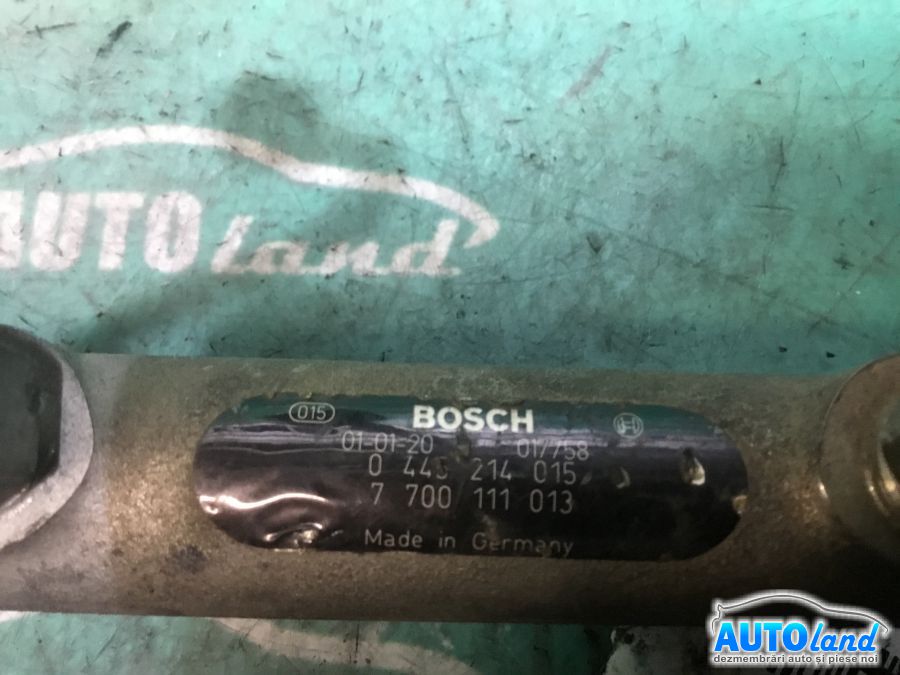 AUTO land
015 BOSCH
01-01-20 01/758
0 445 214 015
7 700 111 013
Made in Germany
AUTOland
dezmembrări auto și piese noi